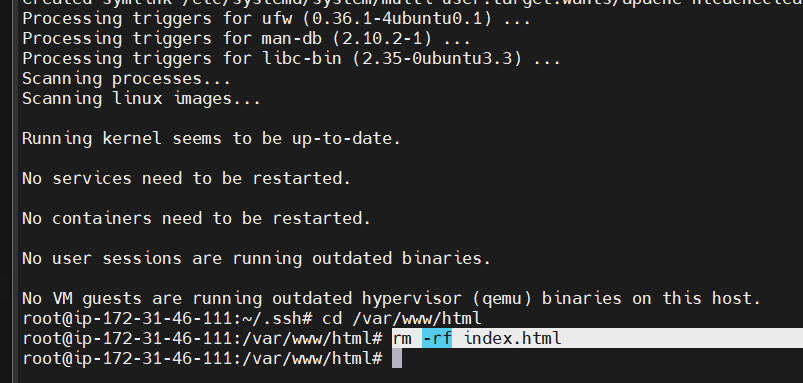 Processing triggers for ufw (0.36.1-4ubuntu0.1) ...
Processing triggers for man-db (2.10.2-1) ...
Processing triggers for libc-bin (2.35-0ubuntu3.3) ...
Scanning processes...
Scanning linux images...
Running kernel seems to be up-to-date.
No services need to be restarted.
No containers need to be restarted.
No user sessions are running outdated binaries.
No VM guests are running outdated hypervisor (qemu) binaries on this host.
root@ip-172-31-46-111:~/.ssh# cd /var/www/html
root@ip-172-31-46-111:/var/www/html# rm -rf index.html
root@ip-172-31-46-111:/var/www/html#